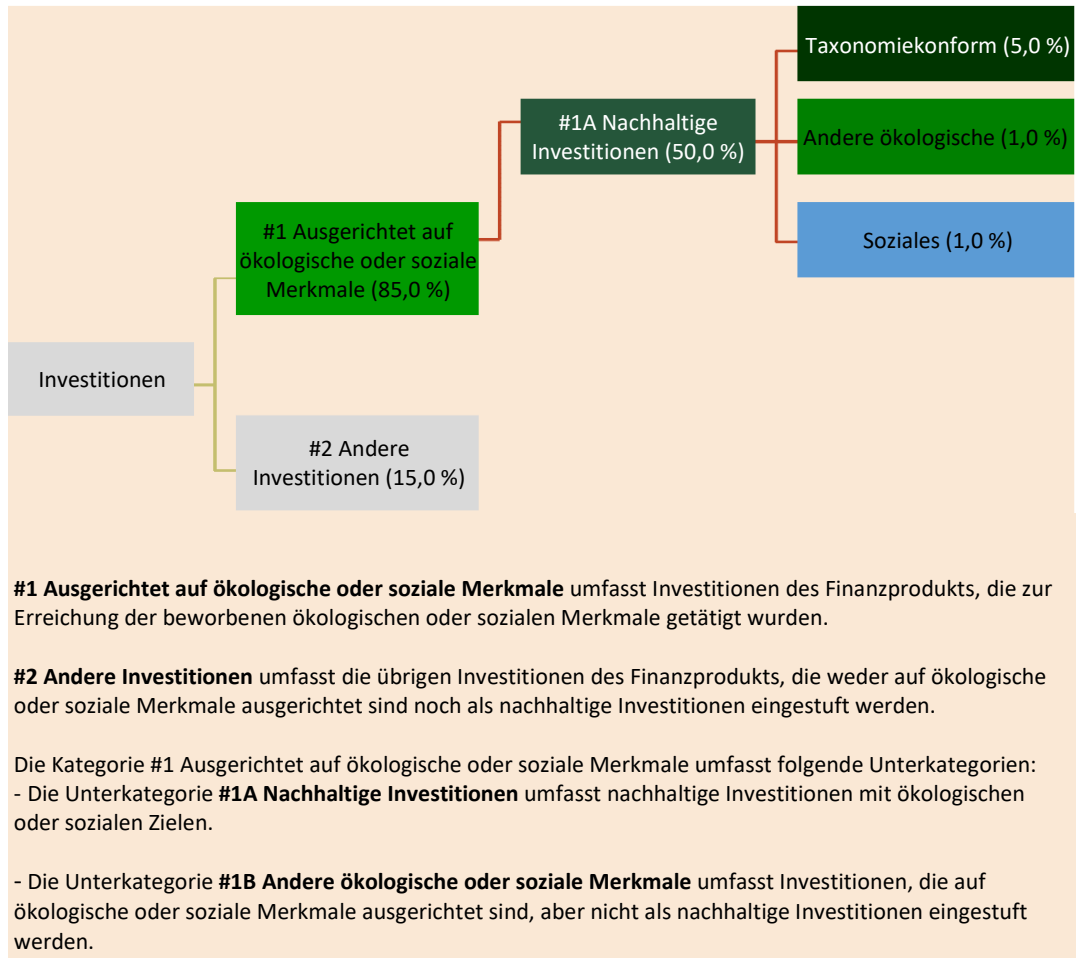 Taxonomiekonform (5,0 %)
#1A Nachhaltige
Investitionen (50,0 %)
Andere ökologische (1,0 %)
#1 Ausgerichtet auf
ökologische oder soziale
Merkmale (85,0 %)
Soziales (1,0 %)
Investitionen
#2 Andere
Investitionen (15,0 %)
#1 Ausgerichtet auf ökologische oder soziale Merkmale umfasst Investitionen des Finanzprodukts, die zur
Erreichung der beworbenen ökologischen oder sozialen Merkmale getätigt wurden.
#2 Andere Investitionen umfasst die übrigen Investitionen des Finanzprodukts, die weder auf ökologische
oder soziale Merkmale ausgerichtet sind noch als nachhaltige Investitionen eingestuft werden.
Die Kategorie #1 Ausgerichtet auf ökologische oder soziale Merkmale umfasst folgende Unterkategorien:
- Die Unterkategorie #1A Nachhaltige Investitionen umfasst nachhaltige Investitionen mit ökologischen
oder sozialen Zielen.
- Die Unterkategorie #1B Andere ökologische oder soziale Merkmale umfasst Investitionen, die auf
ökologische oder soziale Merkmale ausgerichtet sind, aber nicht als nachhaltige Investitionen eingestuft
werden.